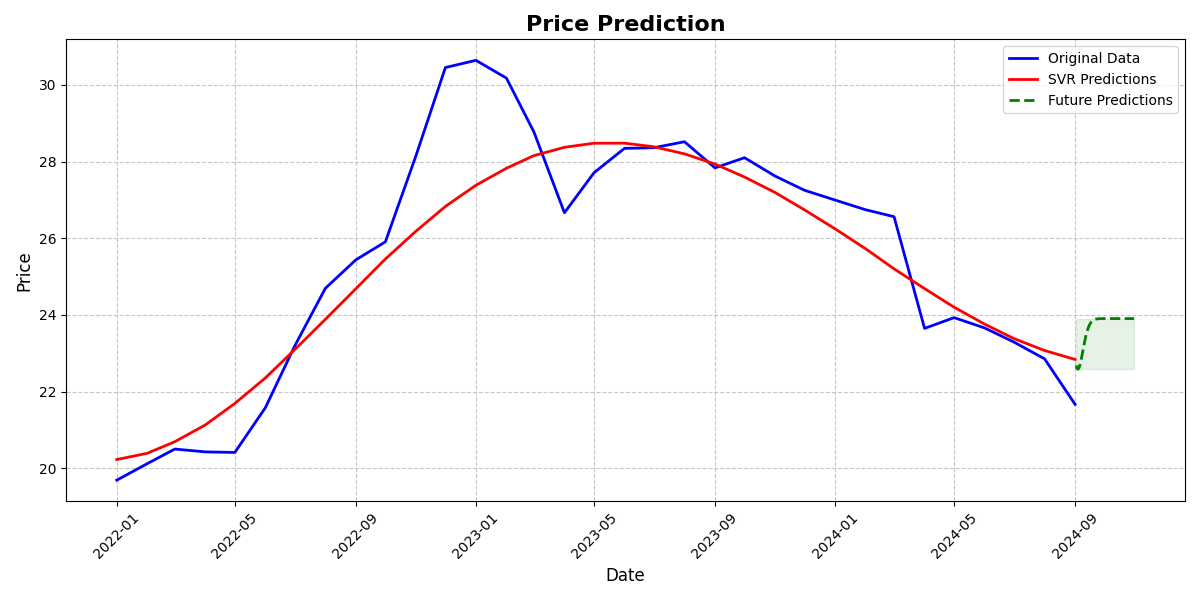 Price Prediction
Original Data
SVR Predictions
Future Predictions
Price
30
28
26
24
22
20
2022-01
2022-05
2022-09
2023-01
2023-05
2023-09
2024-01
2024-05
2024-09
Date